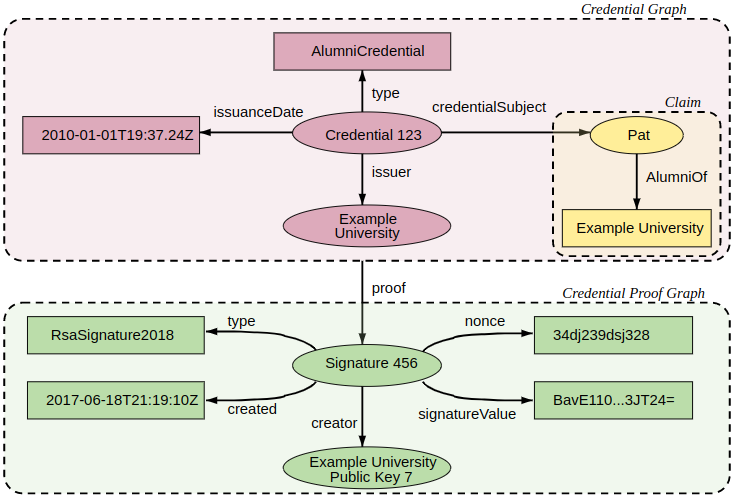 Credential Graph
AlumniCredential
type
issuanceDate
credentialSubject
Claim
2010-01-01T19:37.24Z
Credential 123
Pat
issuer
AlumniOf
Example
University
Example University
proof
Credential Proof Graph
RsaSignature2018
type
nonce
34dj239dsj328
Signature 456
2017-06-18T21:19:10Z
created
creator
signatureValue
BavE110...3JT24=
Example University
Public Key 7